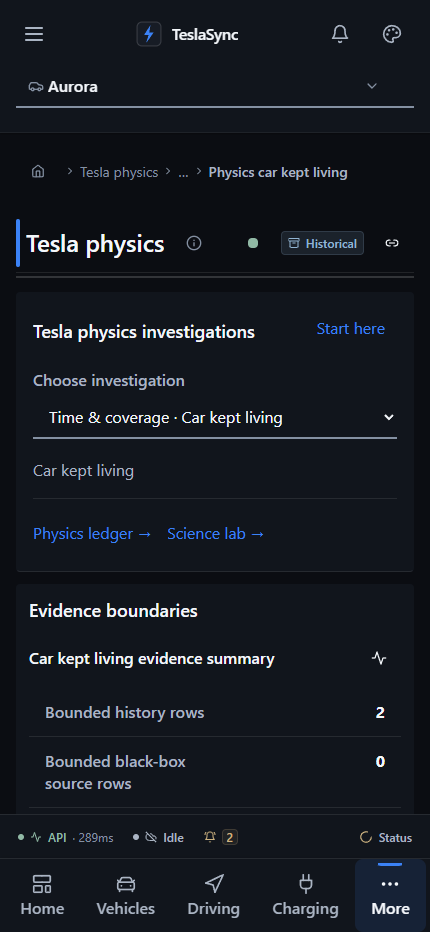 TeslaSync
Aurora
Tesla physics
...
Physics car kept living
Tesla physics
Historical
Tesla physics investigations
Start here
Choose investigation
Time & coverage · Car kept living
Car kept living
Physics ledger →
Science lab →
Evidence boundaries
Car kept living evidence summary
Bounded history rows
2
Bounded black-box
source rows
0
API · 289ms
Idle
2
Status
Home
Vehicles
Driving
Charging
More